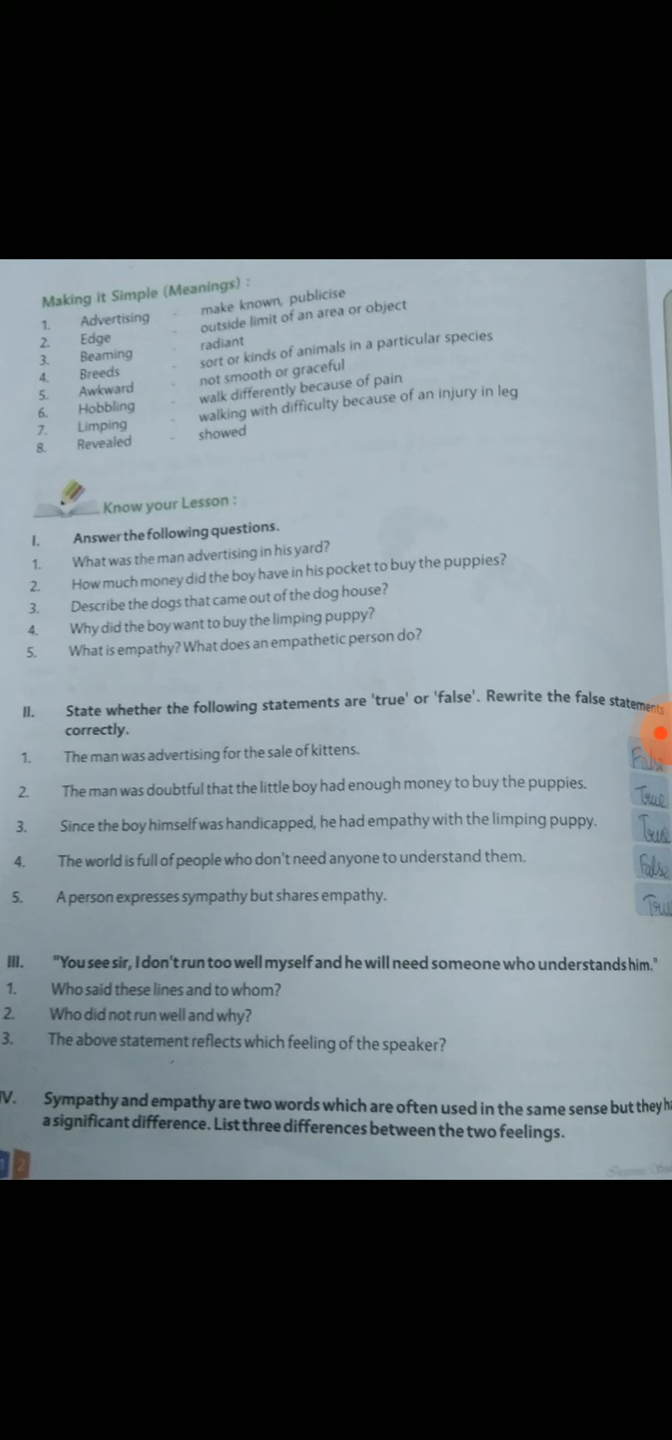 Making it Simple (Meanings) :
1. Advertising - make known, publicise
2. Edge - outside limit of an area or object
3. Beaming - radiant
4. Breeds - sort or kinds of animals in a particular species
5. Awkward - not smooth or graceful
6. Hobbling - walk differently because of pain
7. Limping - walking with difficulty because of an injury in leg
8. Revealed - showed
Know your Lesson :
I. Answer the following questions.
1. What was the man advertising in his yard?
2. How much money did the boy have in his pocket to buy the puppies?
3. Describe the dogs that came out of the dog house?
4. Why did the boy want to buy the limping puppy?
5. What is empathy? What does an empathetic person do?
II. State whether the following statements are 'true' or 'false'. Rewrite the false statements
correctly.
1. The man was advertising for the sale of kittens. False
2. The man was doubtful that the little boy had enough money to buy the puppies. True
3. Since the boy himself was handicapped, he had empathy with the limping puppy. True
4. The world is full of people who don't need anyone to understand them. False
5. A person expresses sympathy but shares empathy. True
III. "You see sir, I don't run too well myself and he will need someone who understands him."
1. Who said these lines and to whom?
2. Who did not run well and why?
3. The above statement reflects which feeling of the speaker?
IV. Sympathy and empathy are two words which are often used in the same sense but they ha
a significant difference. List three differences between the two feelings.
12